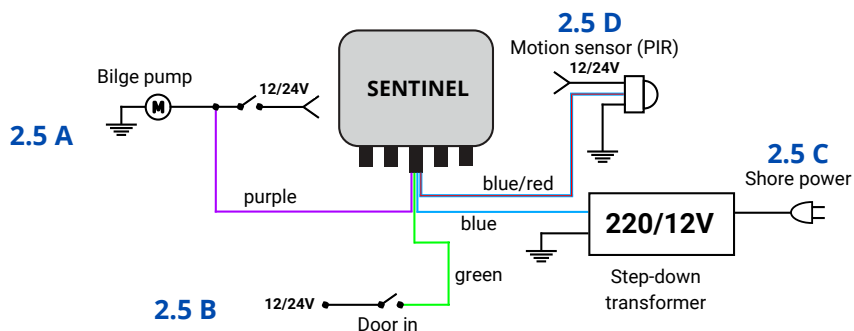 2.5 D
Motion sensor (PIR)
12/24V
Bilge pump
12/24V
M
SENTINEL
2.5 A
2.5 C
Shore power
blue/red
purple
blue
220/12V
green
Step-down
transformer
2.5 B
12/24V
Door in